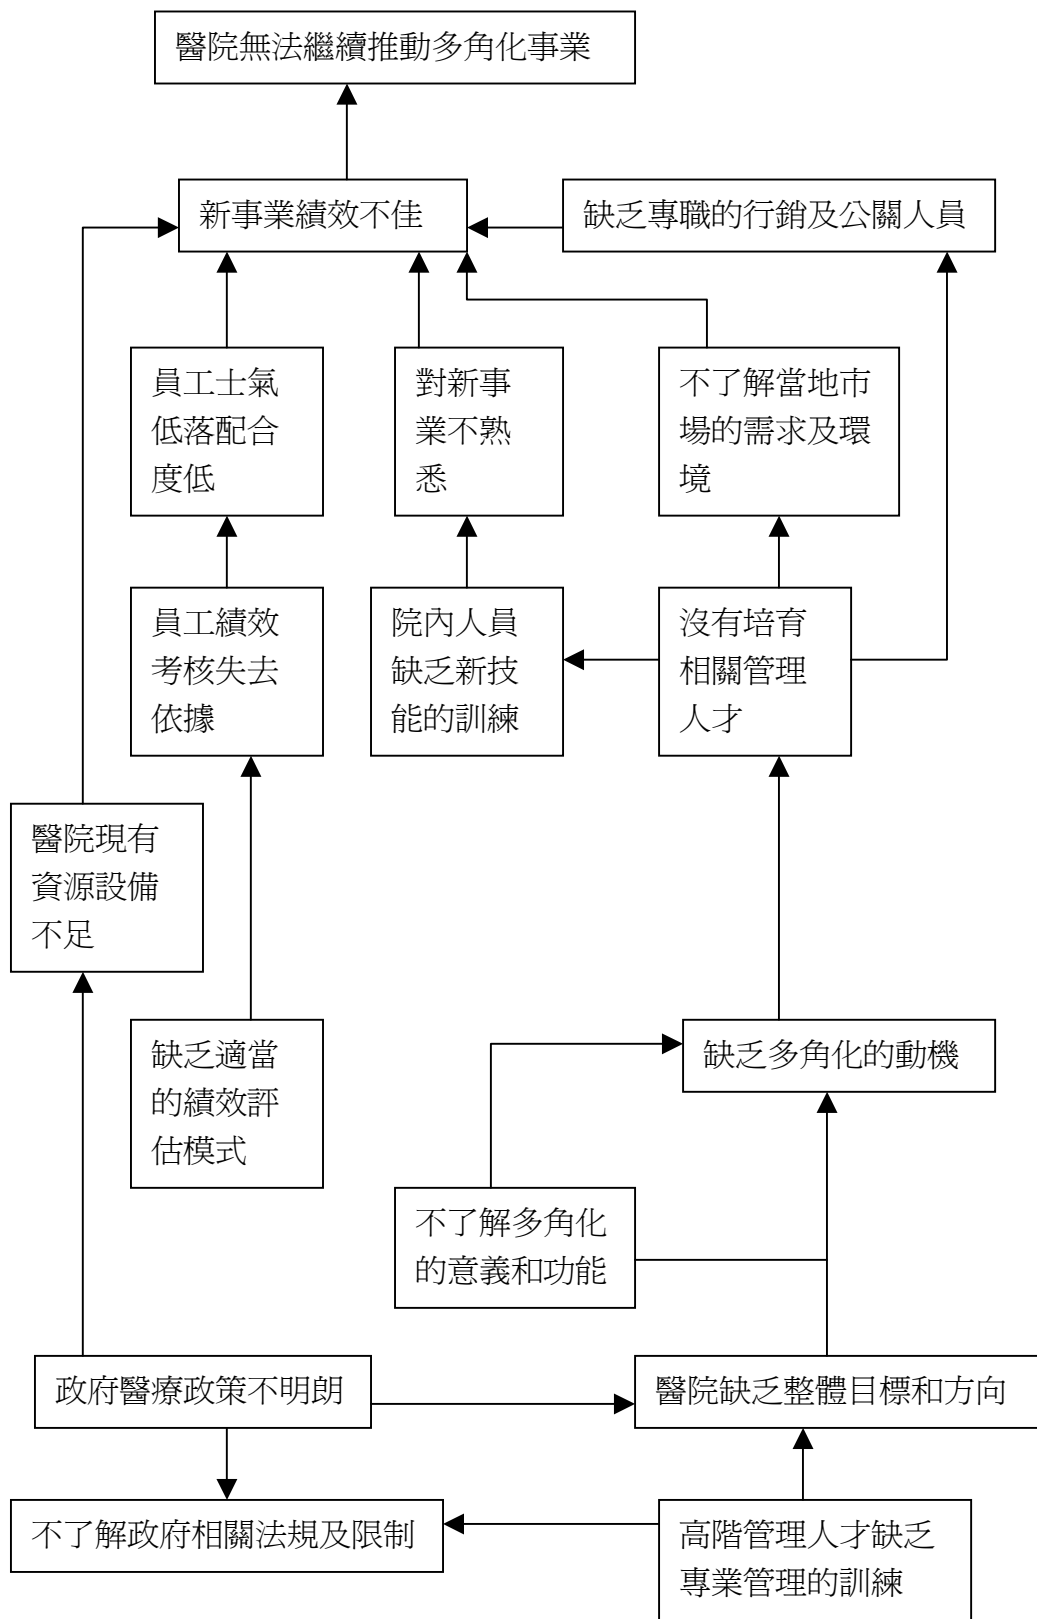 醫院無法繼續推動多角化事業
新事業績效不佳
缺乏專職的行銷及公關人員
員工士氣
低落配合
度低
對新事
業不熟
悉
不了解當地市
場的需求及環
境
員工績效
考核失去
依據
院內人員
缺乏新技
能的訓練
沒有培育
相關管理
人才
醫院現有
資源設備
不足
缺乏適當
的績效評
估模式
缺乏多角化的動機
不了解多角化
的意義和功能
政府醫療政策不明朗
醫院缺乏整體目標和方向
不了解政府相關法規及限制
高階管理人才缺乏
專業管理的訓練